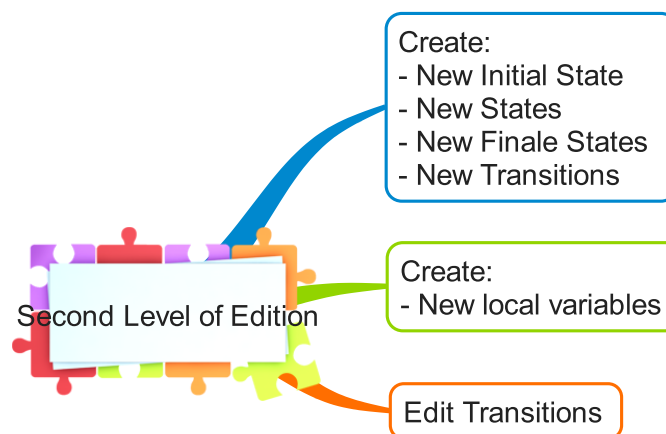 Create:
- New Initial State
- New States
- New Finale States
- New Transitions
Second Level of Edition
Create:
- New local variables
Edit Transitions